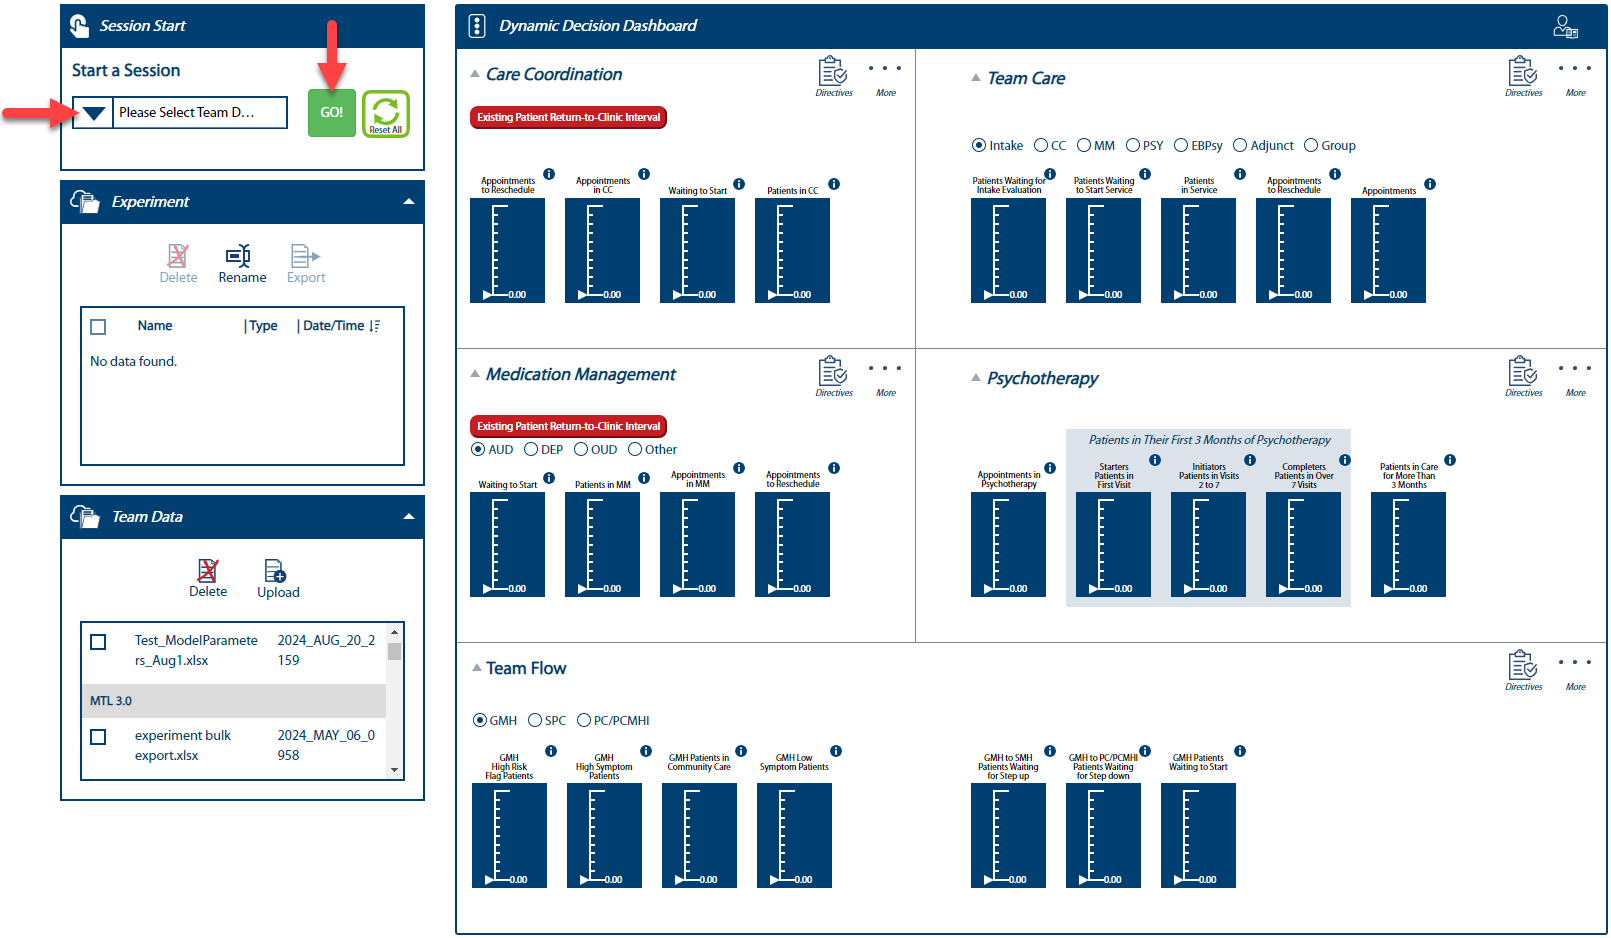 Session Start
Start a Session
Please Select Team D...
GO!
Reset All
Experiment
Delete
Rename
Export
Name
Type
Date/Time
No data found.
Team Data
Delete
Upload
Test_ModelParamete
rs_Aug1.xlsx
2024_AUG_20_2
159
MTL 3.0
experiment bulk
export.xlsx
2024_MAY_06_0
958
Dynamic Decision Dashboard
Care Coordination
Directives
More
Existing Patient Return-to-Clinic Interval
Appointments
to Reschedule
Appointments
in CC
Waiting to Start
Patients in CC
0.00
0.00
0.00
0.00
Team Care
Directives
More
Intake
CC
MM
PSY
EBPsy
Adjunct
Group
Patients Waiting for
Intake Evaluation
Patients Waiting
to Start Service
Patients
in Service
Appointments
to Reschedule
Appointments
0.00
0.00
0.00
0.00
0.00
Medication Management
Directives
More
Existing Patient Return-to-Clinic Interval
AUD
DEP
OUD
Other
Waiting to Start
Patients in MM
Appointments
in MM
Appointments
to Reschedule
0.00
0.00
0.00
0.00
Psychotherapy
Directives
More
Patients in Their First 3 Months of Psychotherapy
Appointments in
Psychotherapy
Starters
Patients in
First Visit
Initiators
Patients in Visits
2 to 7
Completers
Patients in Over
7 Visits
Patients in Care
for More Than
3 Months
0.00
0.00
0.00
0.00
0.00
Team Flow
Directives
More
GMH
SPC
PC/PCMHI
GMH
High Risk
Flag Patients
GMH
High Symptom
Patients
GMH Patients in
Community Care
GMH Low
Symptom Patients
GMH to SMH
Patients Waiting
for Step up
GMH to PC/PCMHI
Patients Waiting
for Step down
GMH Patients
Waiting to Start
0.00
0.00
0.00
0.00
0.00
0.00
0.00